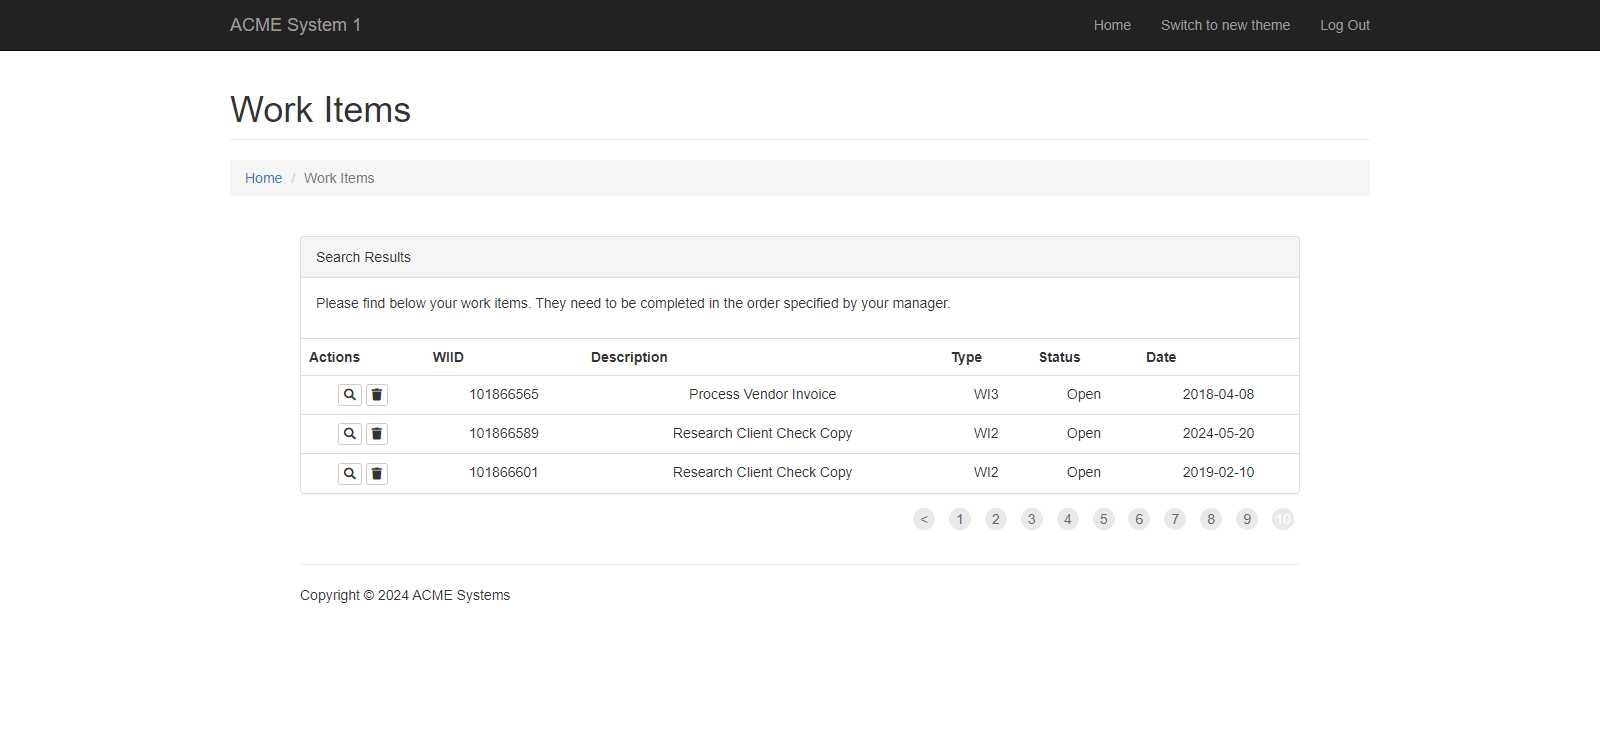 ACME System 1 Home Switch to new theme Log Out
Work Items
Home / Work Items
Search Results
Please find below your work items. They need to be completed in the order specified by your manager.
Actions WIID Description Type Status Date
101866565 Process Vendor Invoice WI3 Open 2018-04-08
101866589 Research Client Check Copy WI2 Open 2024-05-20
101866601 Research Client Check Copy WI2 Open 2019-02-10
< 1 2 3 4 5 6 7 8 9 10
Copyright © 2024 ACME Systems